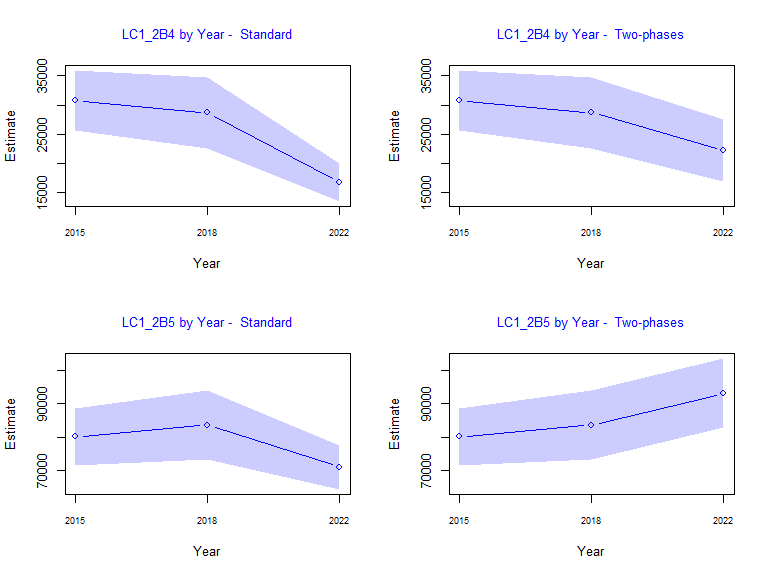 LC1_2B4 by Year -  Standard
Estimate
35000
25000
15000
2015
2018
2022
Year
LC1_2B4 by Year -  Two-phases
Estimate
35000
25000
15000
2015
2018
2022
Year
LC1_2B5 by Year -  Standard
Estimate
90000
70000
2015
2018
2022
Year
LC1_2B5 by Year -  Two-phases
Estimate
90000
70000
2015
2018
2022
Year